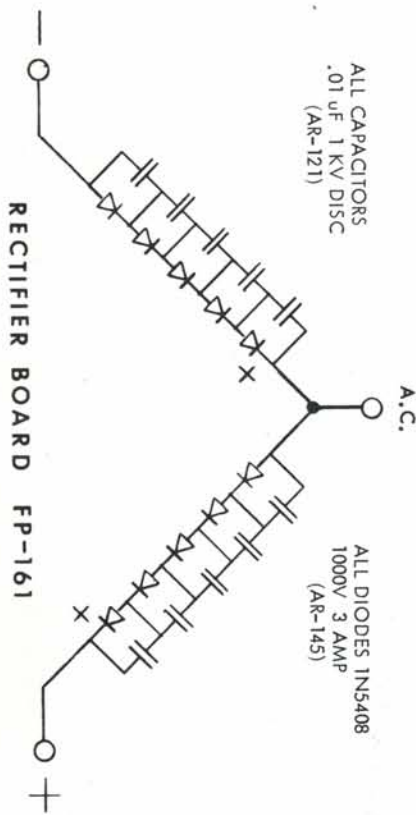 A.C.
ALL CAPACITORS
.01 uF 1 KV DISC
(AR-121)
ALL DIODES 1N5408
1000V 3 AMP
(AR-145)
X
X
−
+
RECTIFIER BOARD FP-161